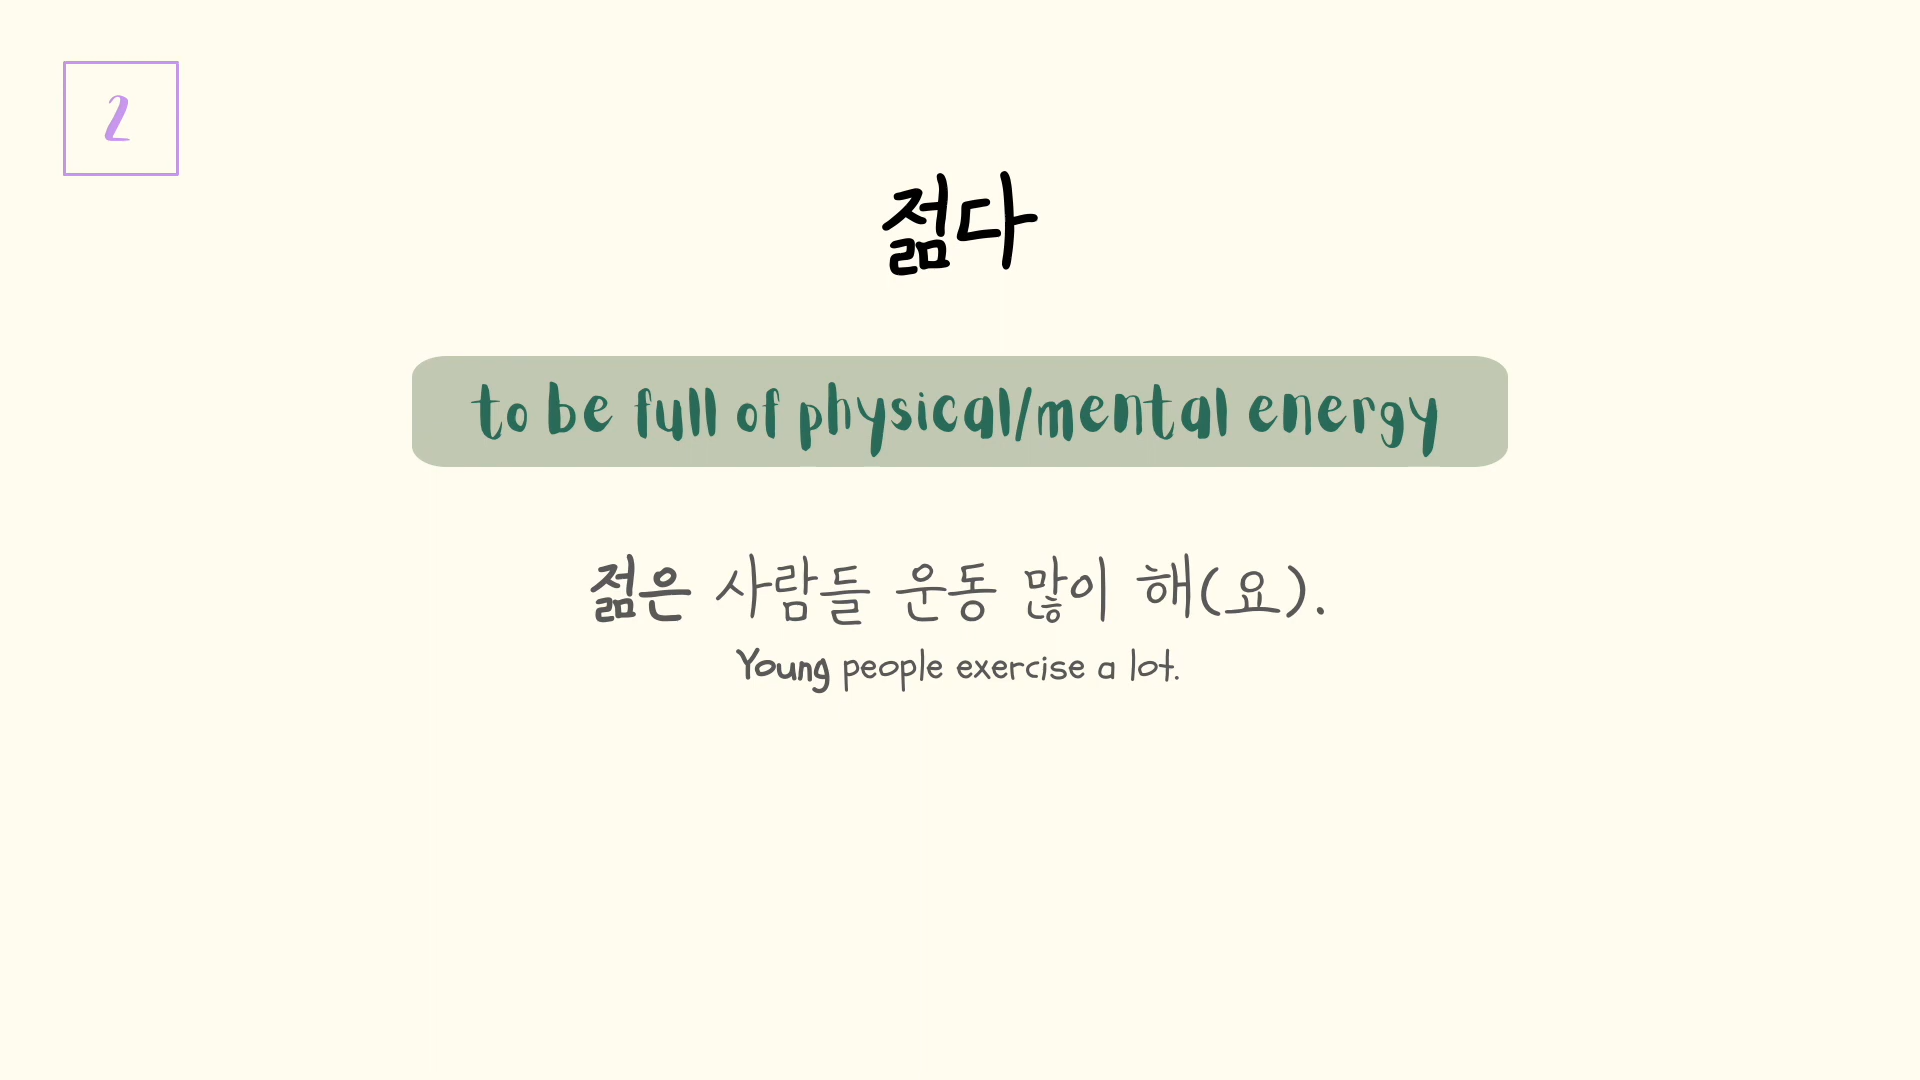 2
젊다
to be full of physical/mental energy
젊은 사람들 운동 많이 해(요).
Young people exercise a lot.